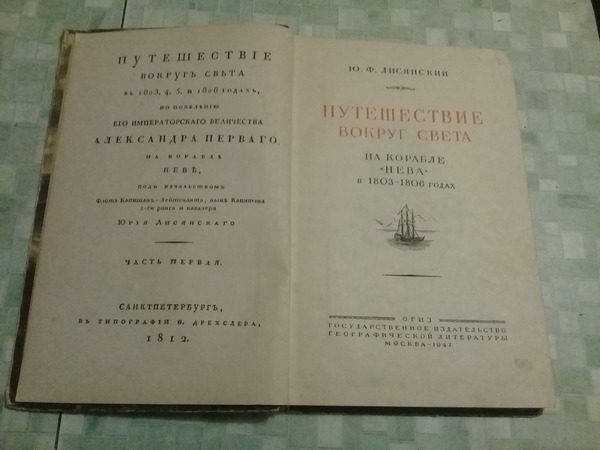 ПУТЕШЕСТВІЕ
ВОКРУГЪ СВѢТА
въ 1803, 4, 5, и 1806 годахъ,
ПО ПОВЕЛѢНІЮ
ЕГО ИМПЕРАТОРСКАГО ВЕЛИЧЕСТВА
АЛЕКСАНДРА ПЕРВАГО
НА КОРАБЛѢ
НЕВѢ,
подъ начальствомъ
Флота Капитанъ-Лейтенанта, нынѣ Капитана
1-го ранга и кавалера
Юрія Лисянскаго
ЧАСТЬ ПЕРВАЯ.
САНКТПЕТЕРБУРГЪ,
ВЪ ТИПОГРАФІИ Ѳ. ДРЕХСЛЕРА,
1812.
Ю. Ф. ЛИСЯНСКИЙ
ПУТЕШЕСТВИЕ
ВОКРУГ СВЕТА
НА КОРАБЛЕ
«НЕВА»
В 1803-1806 ГОДАХ
ОГИЗ
ГОСУДАРСТВЕННОЕ ИЗДАТЕЛЬСТВО
ГЕОГРАФИЧЕСКОЙ ЛИТЕРАТУРЫ
МОСКВА-1947